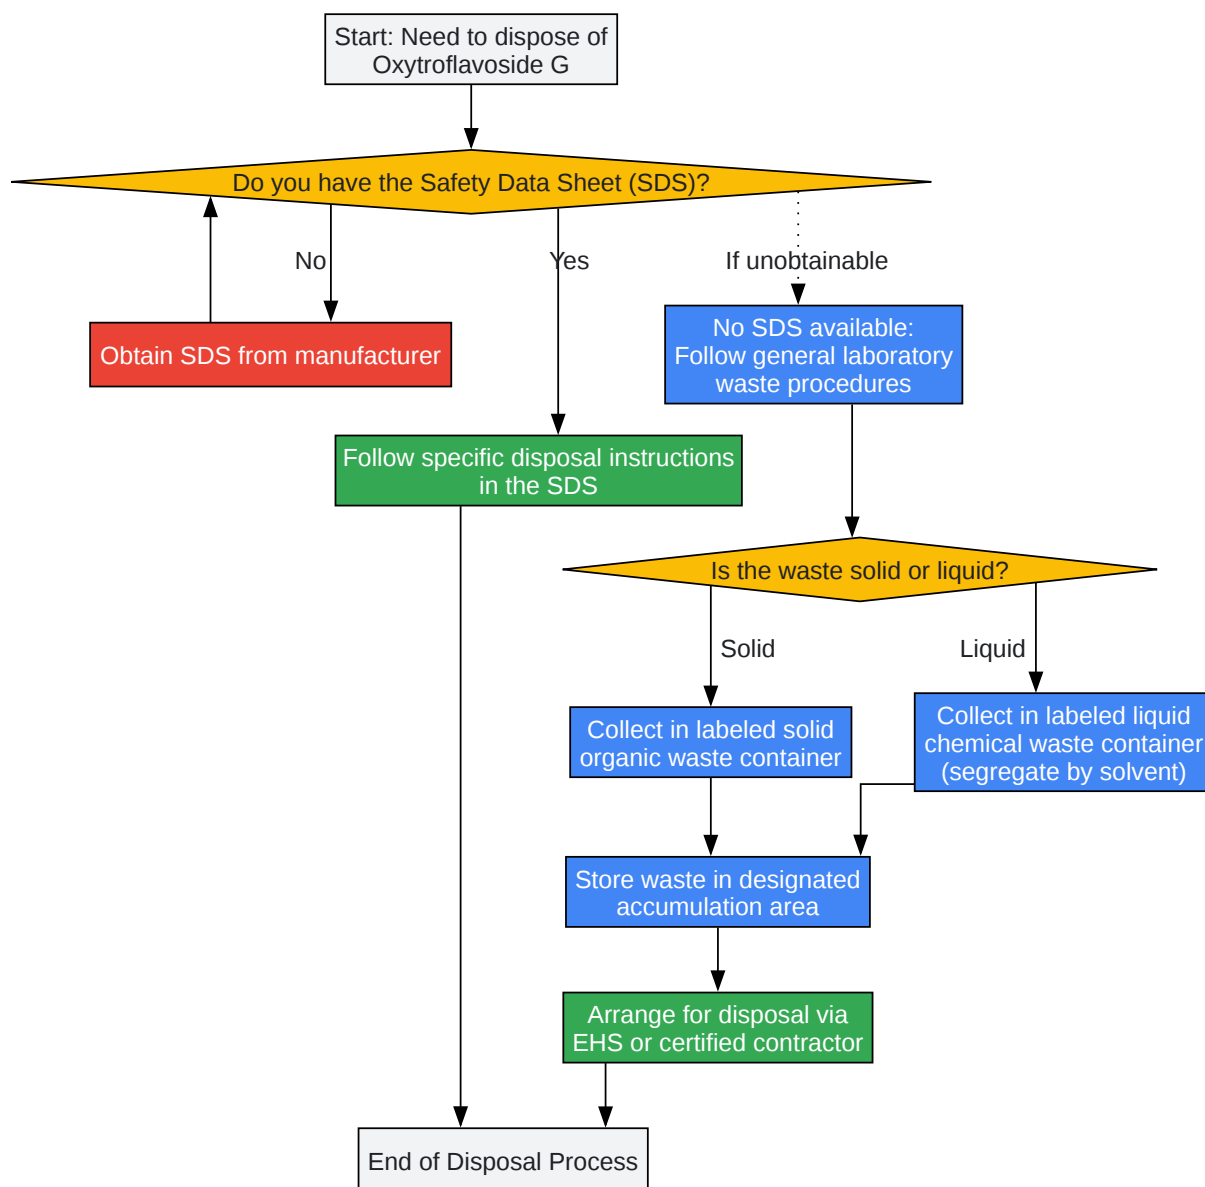 Start: Need to dispose of
Oxytroflavoside G
Do you have the Safety Data Sheet (SDS)?
No
Yes
If unobtainable
Obtain SDS from manufacturer
No SDS available:
Follow general laboratory
waste procedures
Follow specific disposal instructions
in the SDS
Is the waste solid or liquid?
Solid
Liquid
Collect in labeled solid
organic waste container
Collect in labeled liquid
chemical waste container
(segregate by solvent)
Store waste in designated
accumulation area
Arrange for disposal via
EHS or certified contractor
End of Disposal Process